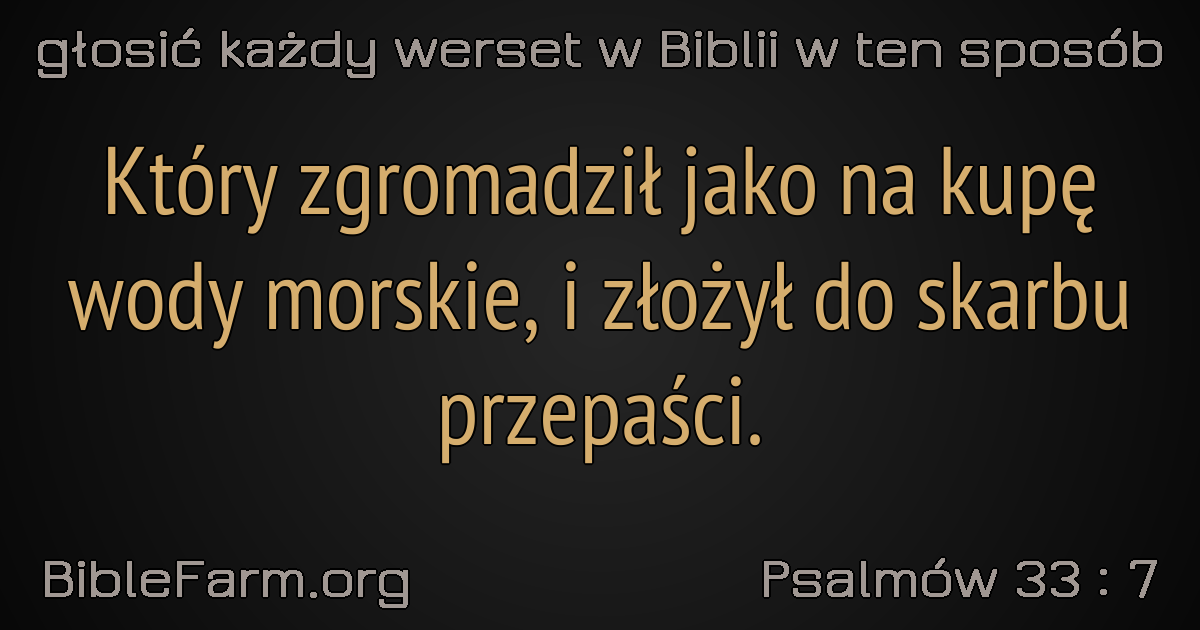 głosić każdy werset w Biblii w ten sposób
Który zgromadził jako na kupę
wody morskie, i złożył do skarbu
przepaści.
BibleFarm.org
Psalmów 33 : 7